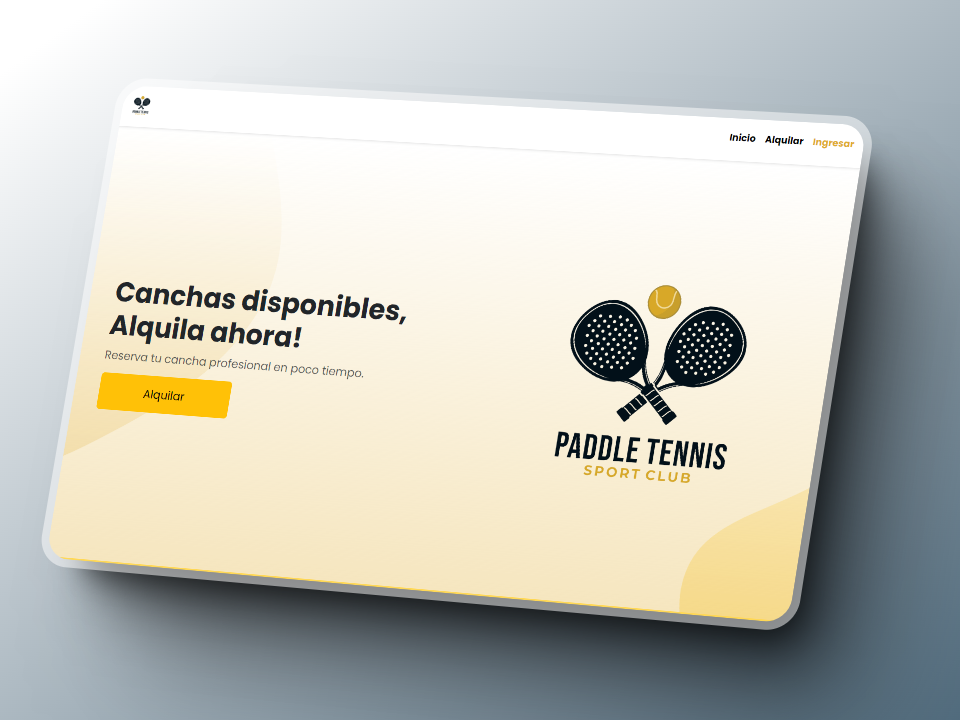 Inicio Alquilar Ingresar
Canchas disponibles,
Alquila ahora!
Reserva tu cancha profesional en poco tiempo.
Alquilar
PADDLE TENNIS
SPORT CLUB